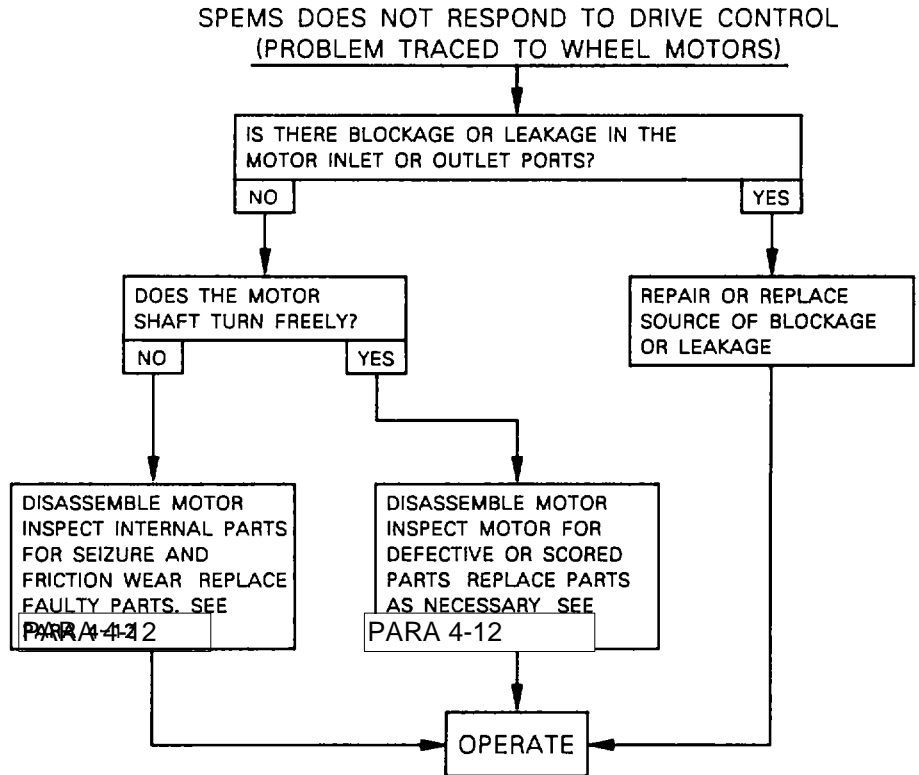 SPEMS DOES NOT RESPOND TO DRIVE CONTROL
(PROBLEM TRACED TO WHEEL MOTORS)
IS THERE BLOCKAGE OR LEAKAGE IN THE
MOTOR INLET OR OUTLET PORTS?
NO
YES
DOES THE MOTOR
SHAFT TURN FREELY?
NO
YES
REPAIR OR REPLACE
SOURCE OF BLOCKAGE
OR LEAKAGE
DISASSEMBLE MOTOR
INSPECT INTERNAL PARTS
FOR SEIZURE AND
FRICTION WEAR REPLACE
FAULTY PARTS. SEE
PARA 4-12
DISASSEMBLE MOTOR
INSPECT MOTOR FOR
DEFECTIVE OR SCORED
PARTS REPLACE PARTS
AS NECESSARY SEE
PARA 4-12
OPERATE